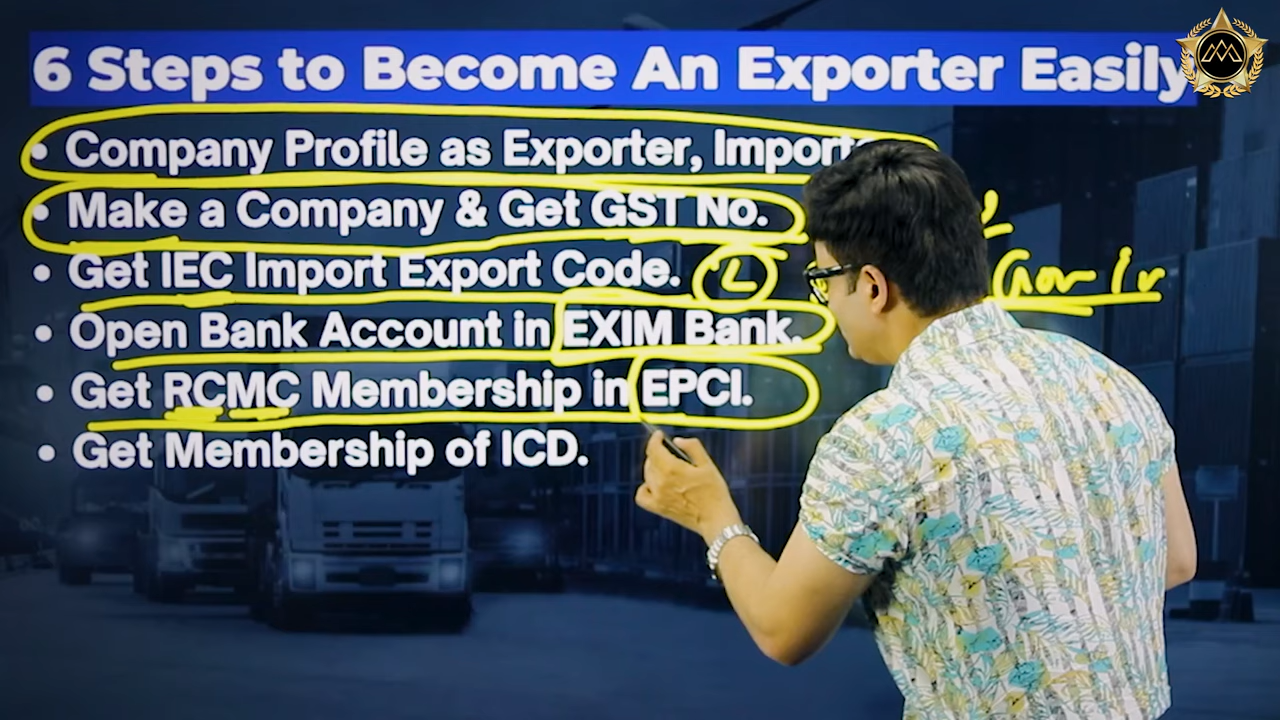 6 Steps to Become An Exporter Easily
• Company Profile as Exporter,
• Make a Company & Get GST No.
• Get IEC Import Export Code.
• Open Bank Account in EXIM Bank.
• Get RCMC Membership in EPCI.
• Get Membership of ICD.